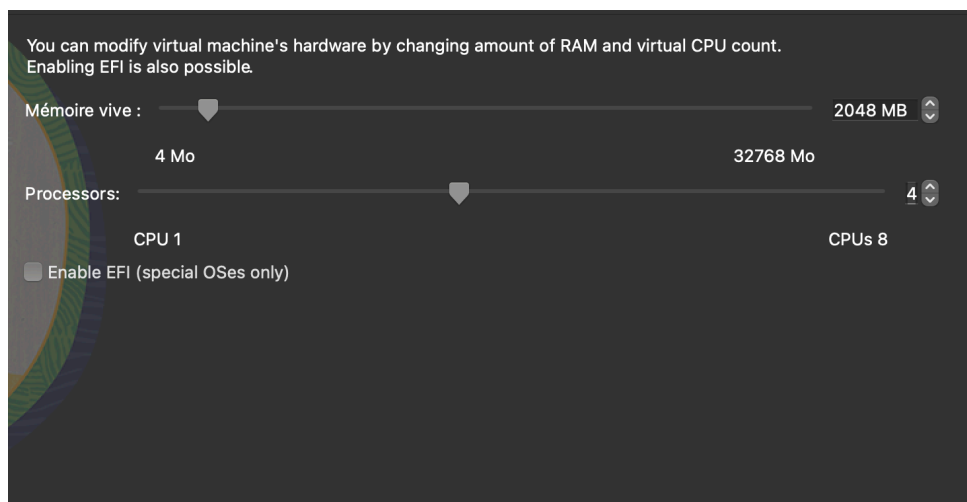 You can modify virtual machine's hardware by changing amount of RAM and virtual CPU count.
Enabling EFI is also possible.
Mémoire vive : 2048 MB
4 Mo 32768 Mo
Processors: 4
CPU 1 CPUs 8
Enable EFI (special OSes only)